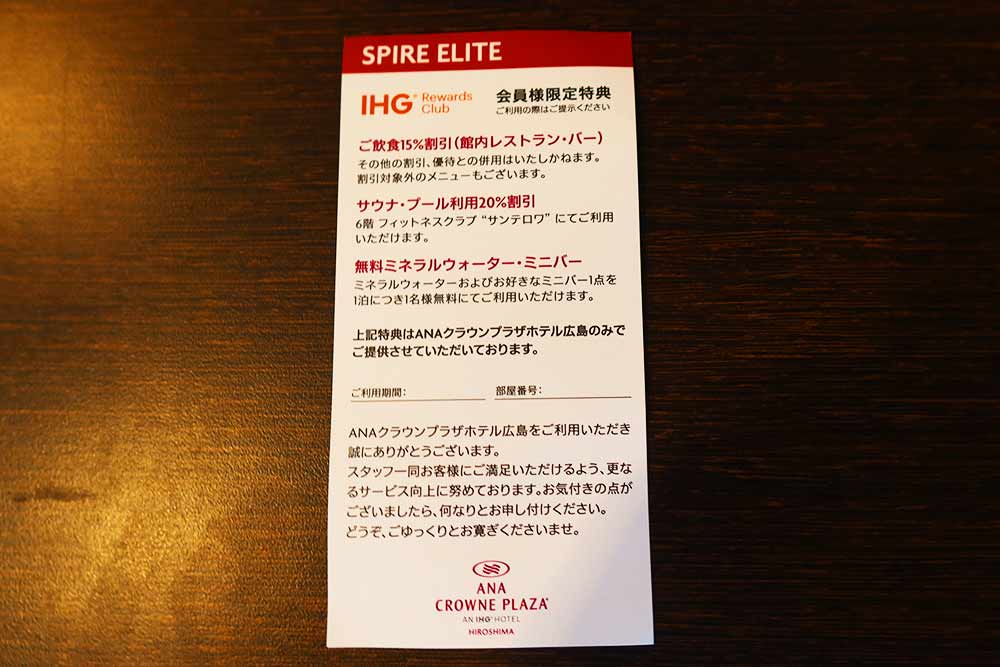 SPIRE ELITE
IHG® Rewards Club
会員様限定特典
ご利用の際はご提示ください
ご飲食15%割引(館内レストラン・バー)
その他の割引、優待との併用はいたしかねます。
割引対象外のメニューもございます。
サウナ・プール利用20%割引
6階 フィットネスクラブ “サンテロワ” にてご利用
いただけます。
無料ミネラルウォーター・ミニバー
ミネラルウォーターおよびお好きなミニバー1点を
1泊につき1名様無料にてご利用いただけます。
上記特典はANAクラウンプラザホテル広島のみで
ご提供させていただいております。
ご利用期間:
部屋番号:
ANAクラウンプラザホテル広島をご利用いただき
誠にありがとうございます。
スタッフ一同お客様にご満足いただけるよう、更な
るサービス向上に努めております。お気付きの点が
ございましたら、何なりとお申し付けください。
どうぞ、ごゆっくりとお寛ぎくださいませ。
ANA
CROWNE PLAZA®
AN IHG® HOTEL
HIROSHIMA